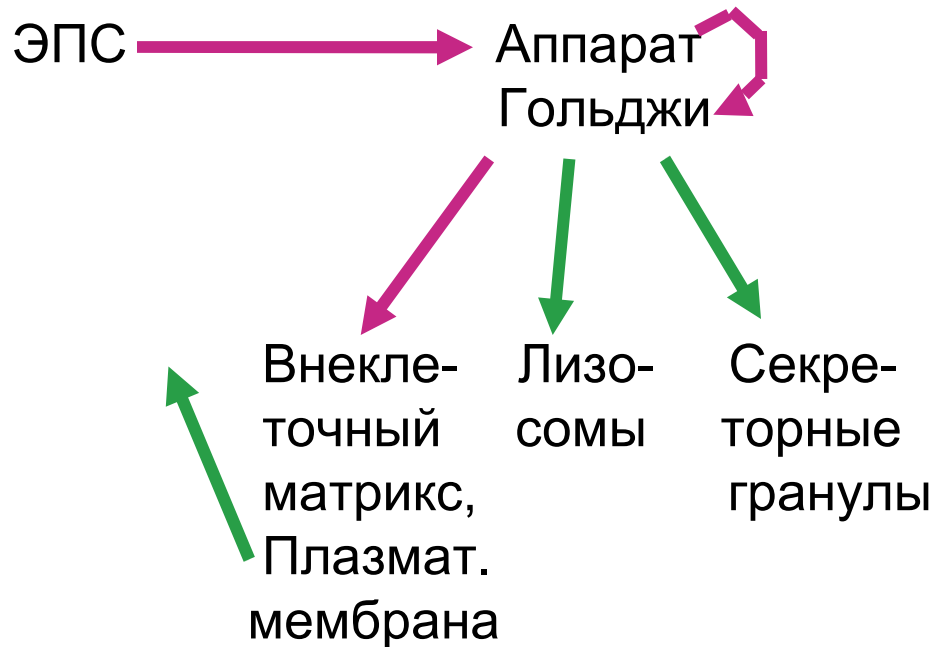 ЭПС
Аппарат
Гольджи
Внекле-
точный
матрикс,
Плазмат.
мембрана
Лизо-
сомы
Секре-
торные
гранулы